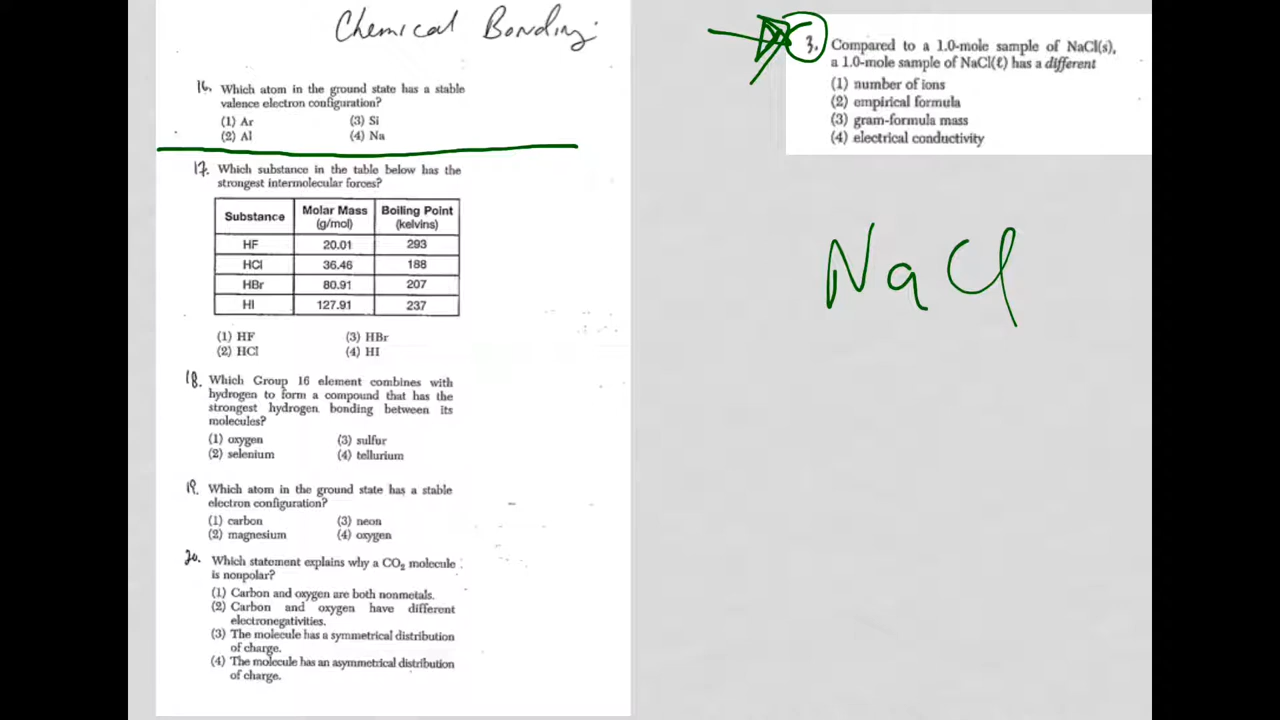 Chemical Bonding
16. Which atom in the ground state has a stable
valence electron configuration?
(1) Ar (3) Si
(2) Al (4) Na
17. Which substance in the table below has the
strongest intermolecular forces?
Substance Molar Mass (g/mol) Boiling Point (kelvins)
HF 20.01 293
HCl 36.46 188
HBr 80.91 207
HI 127.91 237
(1) HF (3) HBr
(2) HCl (4) HI
18. Which Group 16 element combines with
hydrogen to form a compound that has the
strongest hydrogen bonding between its
molecules?
(1) oxygen (3) sulfur
(2) selenium (4) tellurium
19. Which atom in the ground state has a stable
electron configuration?
(1) carbon (3) neon
(2) magnesium (4) oxygen
20. Which statement explains why a CO₂ molecule
is nonpolar?
(1) Carbon and oxygen are both nonmetals.
(2) Carbon and oxygen have different
electronegativities.
(3) The molecule has a symmetrical distribution
of charge.
(4) The molecule has an asymmetrical distribution
of charge.
3. Compared to a 1.0-mole sample of NaCl(s),
a 1.0-mole sample of NaCl(ℓ) has a different
(1) number of ions
(2) empirical formula
(3) gram-formula mass
(4) electrical conductivity
NaCl